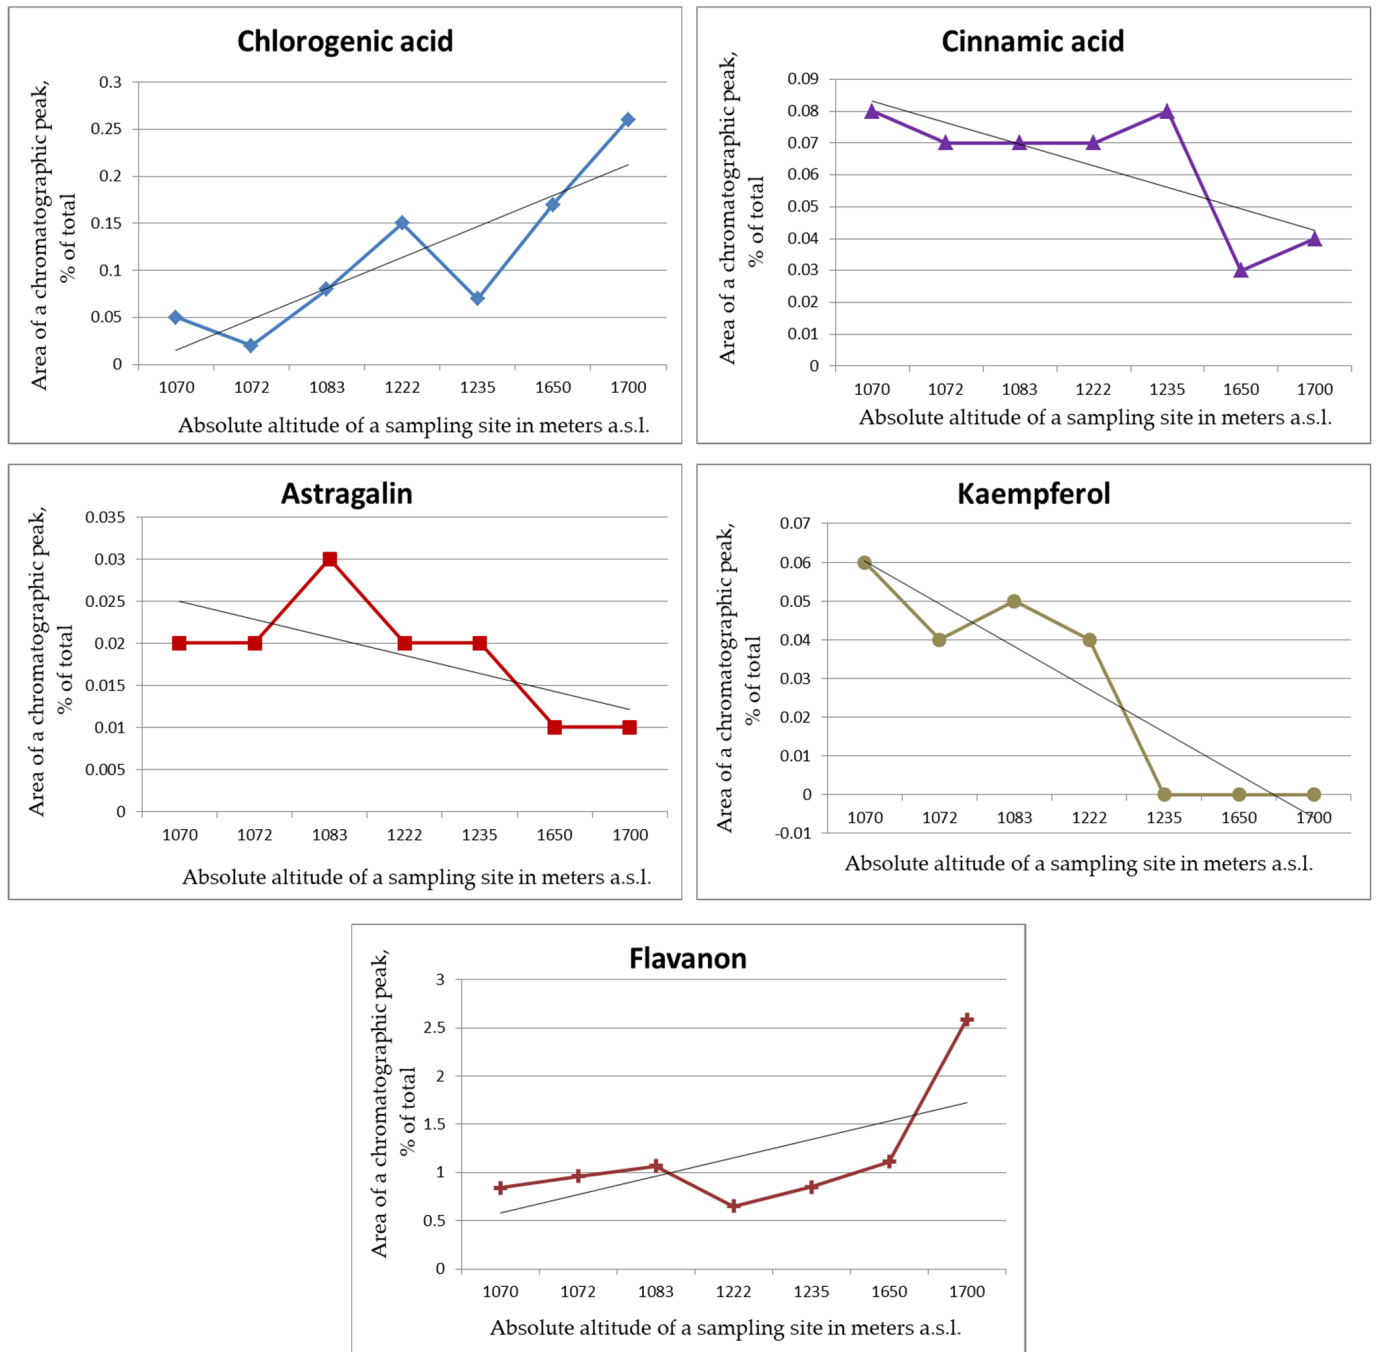 Chlorogenic acid
Area of a chromatographic peak,
% of total
0.3
0.25
0.2
0.15
0.1
0.05
0
1070 1072 1083 1222 1235 1650 1700
Absolute altitude of a sampling site in meters a.s.l.
Cinnamic acid
Area of a chromatographic peak,
% of total
0.09
0.08
0.07
0.06
0.05
0.04
0.03
0.02
0.01
0
1070 1072 1083 1222 1235 1650 1700
Absolute altitude of a sampling site in meters a.s.l.
Astragalin
Area of a chromatographic peak,
% of total
0.035
0.03
0.025
0.02
0.015
0.01
0.005
0
1070 1072 1083 1222 1235 1650 1700
Absolute altitude of a sampling site in meters a.s.l.
Kaempferol
Area of a chromatographic peak,
% of total
0.07
0.06
0.05
0.04
0.03
0.02
0.01
0
-0.01
1070 1072 1083 1222 1235 1650 1700
Absolute altitude of a sampling site in meters a.s.l.
Flavanon
Area of a chromatographic peak,
% of total
3
2.5
2
1.5
1
0.5
0
1070 1072 1083 1222 1235 1650 1700
Absolute altitude of a sampling site in meters a.s.l.